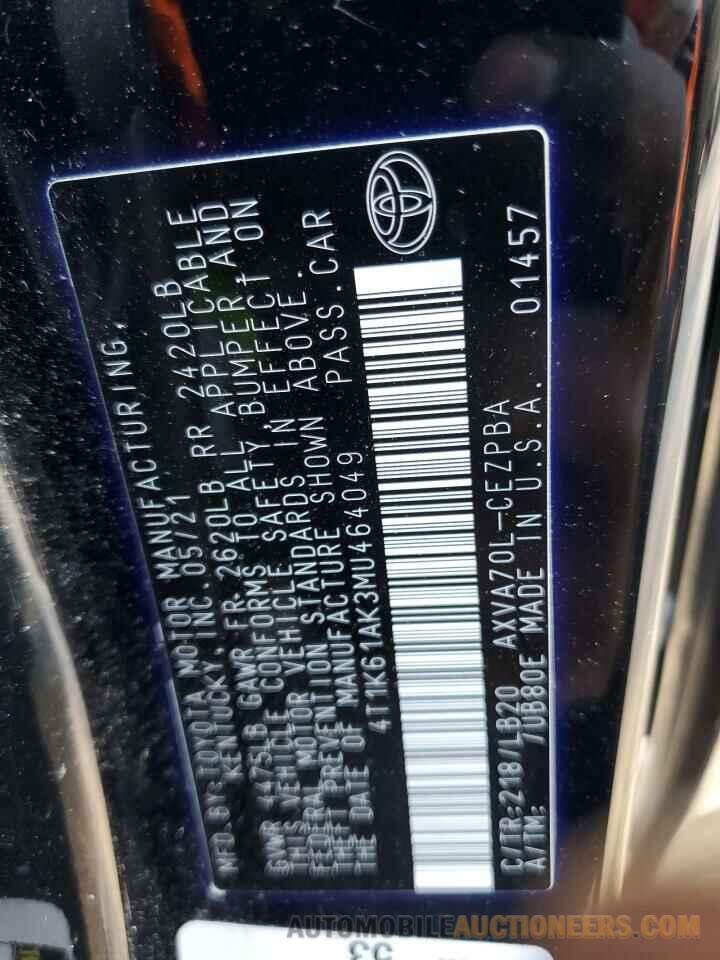 MFD. BY: TOYOTA MOTOR MANUFACTURING,
KENTUCKY, INC. 05/21
GVWR 4475LB GAWR FR 2620LB RR 2420LB
THIS VEHICLE CONFORMS TO ALL APPLICABLE
FEDERAL MOTOR VEHICLE SAFETY, BUMPER AND
THEFT PREVENTION STANDARDS IN EFFECT ON
THE DATE OF MANUFACTURE SHOWN ABOVE.
4T1K61AK3MU464049 PASS.CAR
C/TR:218/LB20 AXVA70L-CEZPBA
A/TM: /UB80E MADE IN U.S.A. 01457
53
AUTOMOBILEAUCTIONEERS.COM